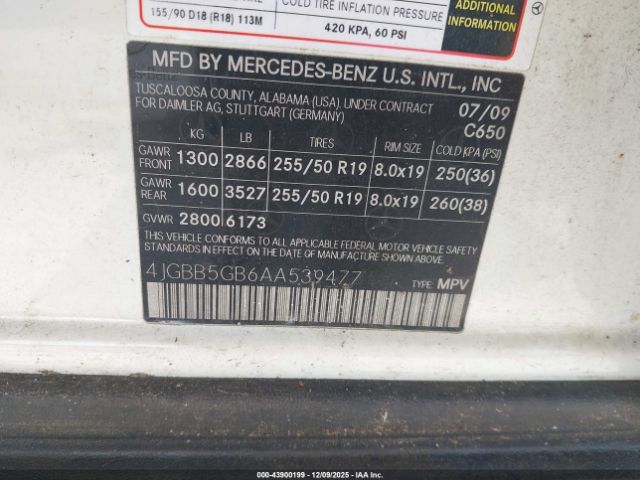 COLD TIRE INFLATION PRESSURE
155/90 D18 (R18) 113M
420 KPA, 60 PSI
ADDITIONAL
INFORMATION
MFD BY MERCEDES-BENZ U.S. INTL., INC
TUSCALOOSA COUNTY, ALABAMA (USA), UNDER CONTRACT
FOR DAIMLER AG, STUTTGART (GERMANY)
07/09
C650
KG LB TIRES RIM SIZE COLD KPA (PSI)
GAWR
FRONT 1300 2866 255/50 R19 8.0x19 250(36)
GAWR
REAR 1600 3527 255/50 R19 8.0x19 260(38)
GVWR 2800 6173
THIS VEHICLE CONFORMS TO ALL APPLICABLE FEDERAL MOTOR VEHICLE SAFETY
STANDARDS IN EFFECT ON THE DATE OF MANUFACTURE SHOWN ABOVE.
4JGBB5GB6AA539477
TYPE: MPV
000-43900199 - 12/09/2025 - COPYRIGHT IAA, LLC